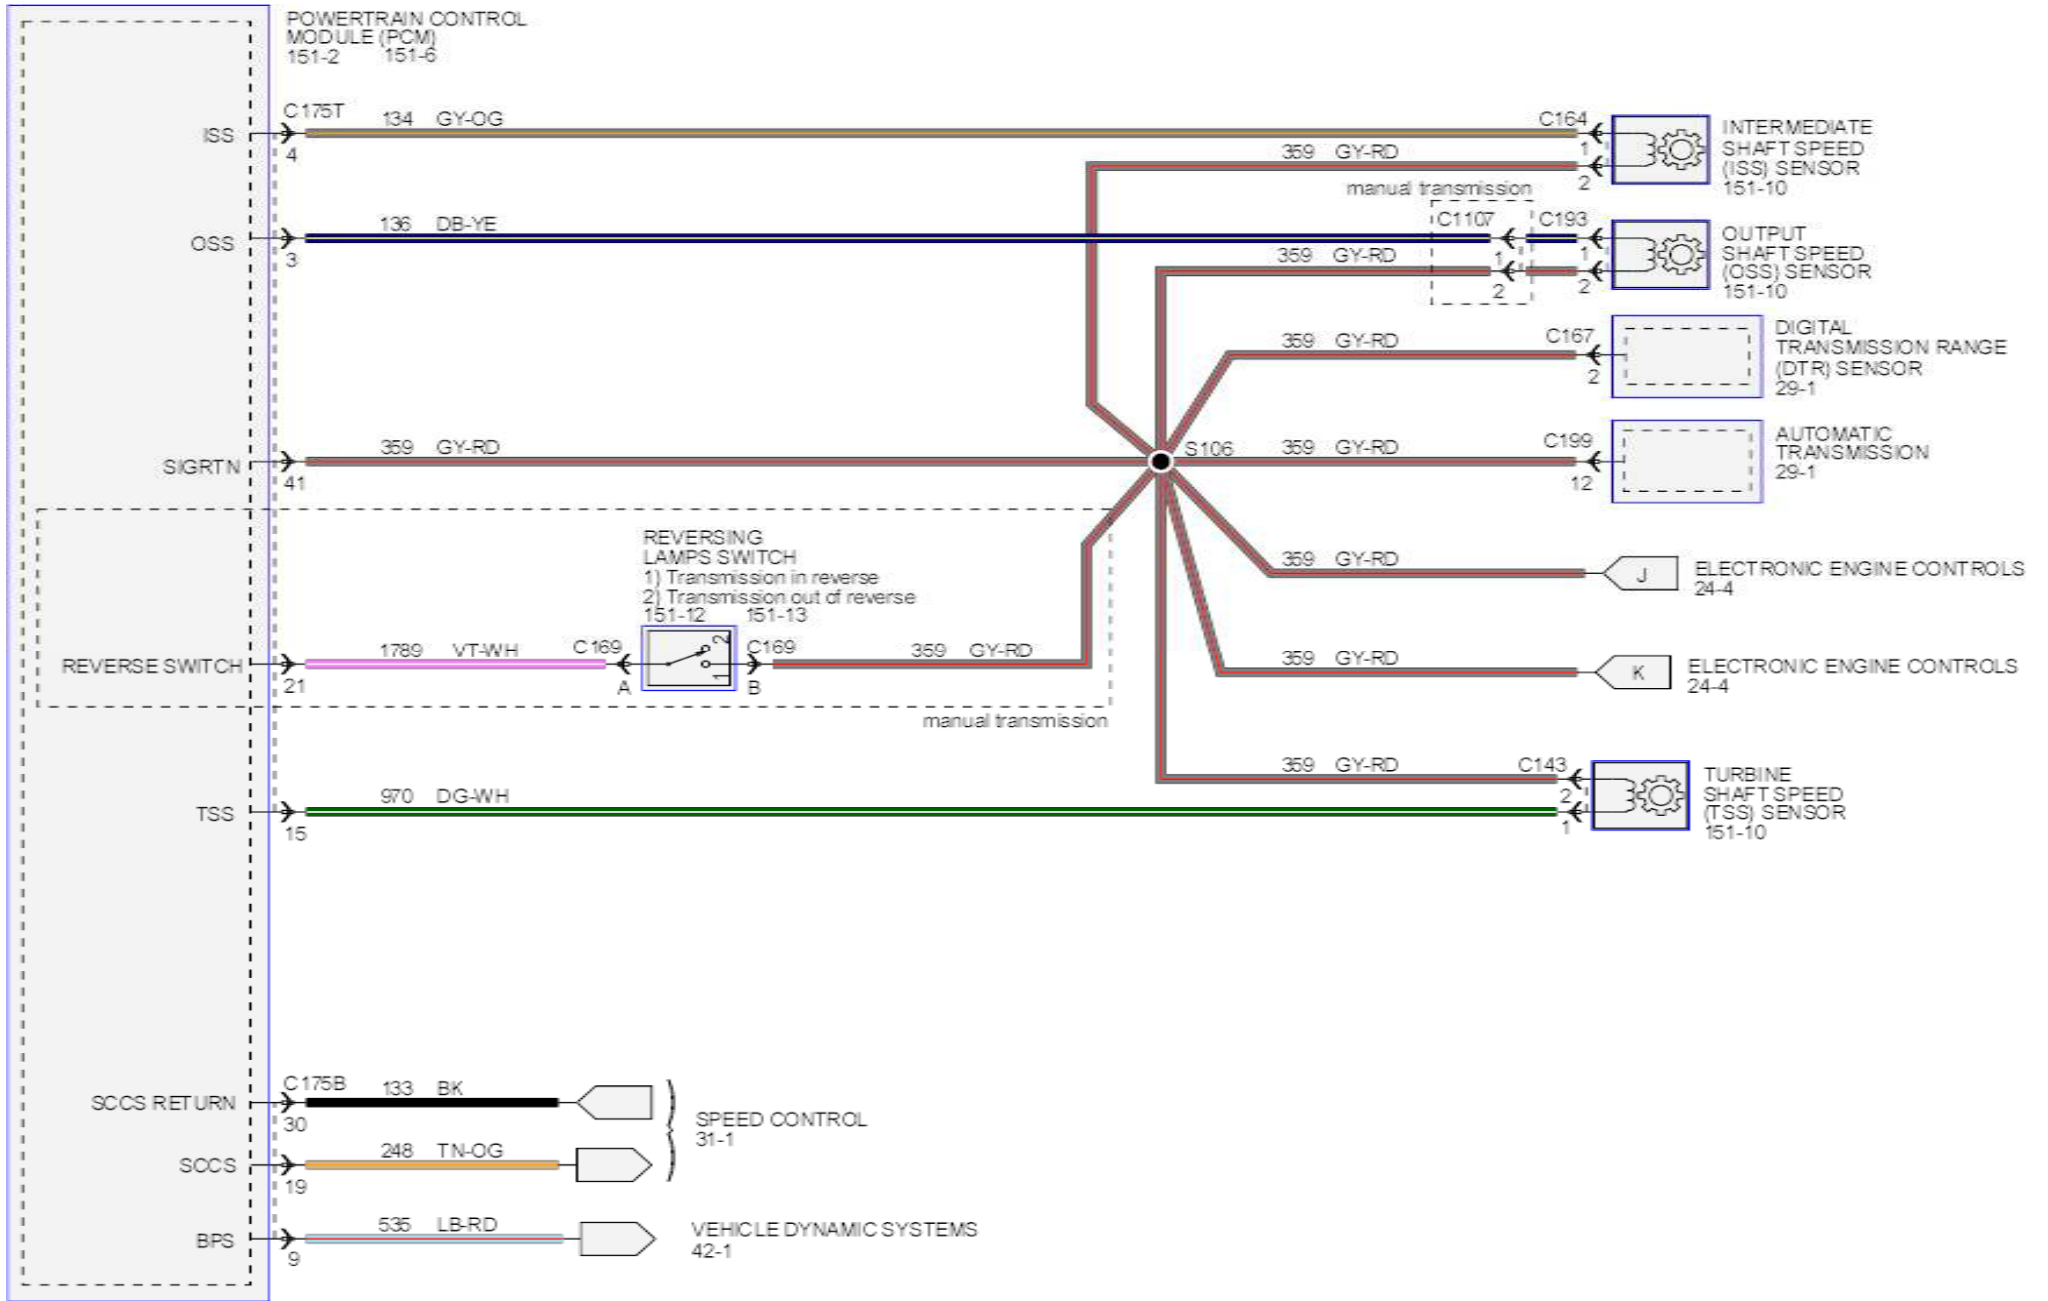 POWERTRAIN CONTROL
MODULE (PCM)
151-2 151-6
C175T
134 GY-OG
ISS
4
C164
1
359 GY-RD
2
INTERMEDIATE
SHAFT SPEED
(ISS) SENSOR
151-10
manual transmission
136 DB-YE
OSS
3
C1107
C193
1
1
359 GY-RD
2
2
OUTPUT
SHAFT SPEED
(OSS) SENSOR
151-10
359 GY-RD
C167
2
DIGITAL
TRANSMISSION RANGE
(DTR) SENSOR
29-1
359 GY-RD
SIGRTN
41
S106
359 GY-RD
C199
12
AUTOMATIC
TRANSMISSION
29-1
REVERSING
LAMPS SWITCH
1) Transmission in reverse
2) Transmission out of reverse
151-12 151-13
359 GY-RD
J
ELECTRONIC ENGINE CONTROLS
24-4
REVERSE SWITCH
21
1789 VT-WH
C169
A
2
1
C169
B
359 GY-RD
359 GY-RD
K
ELECTRONIC ENGINE CONTROLS
24-4
manual transmission
359 GY-RD
C143
2
970 DG-WH
TSS
15
1
TURBINE
SHAFT SPEED
(TSS) SENSOR
151-10
C175B
133 BK
SCCS RETURN
30
SPEED CONTROL
31-1
248 TN-OG
SCCS
19
535 LB-RD
BPS
9
VEHICLE DYNAMIC SYSTEMS
42-1